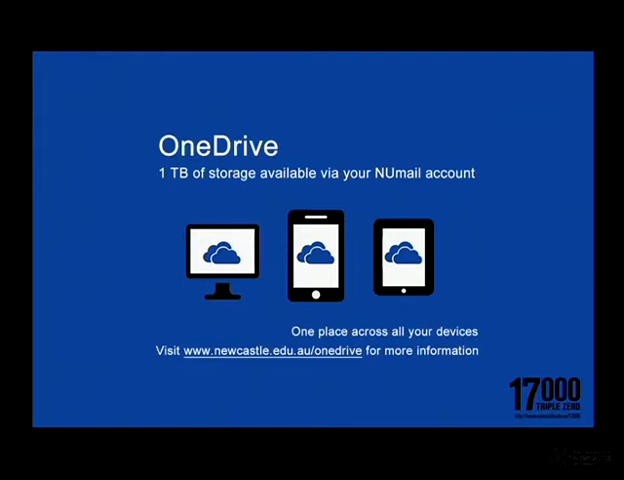 OneDrive
1 TB of storage available via your NUmail account
One place across all your devices
Visit www.newcastle.edu.au/onedrive for more information
17000
TRIPLE ZERO